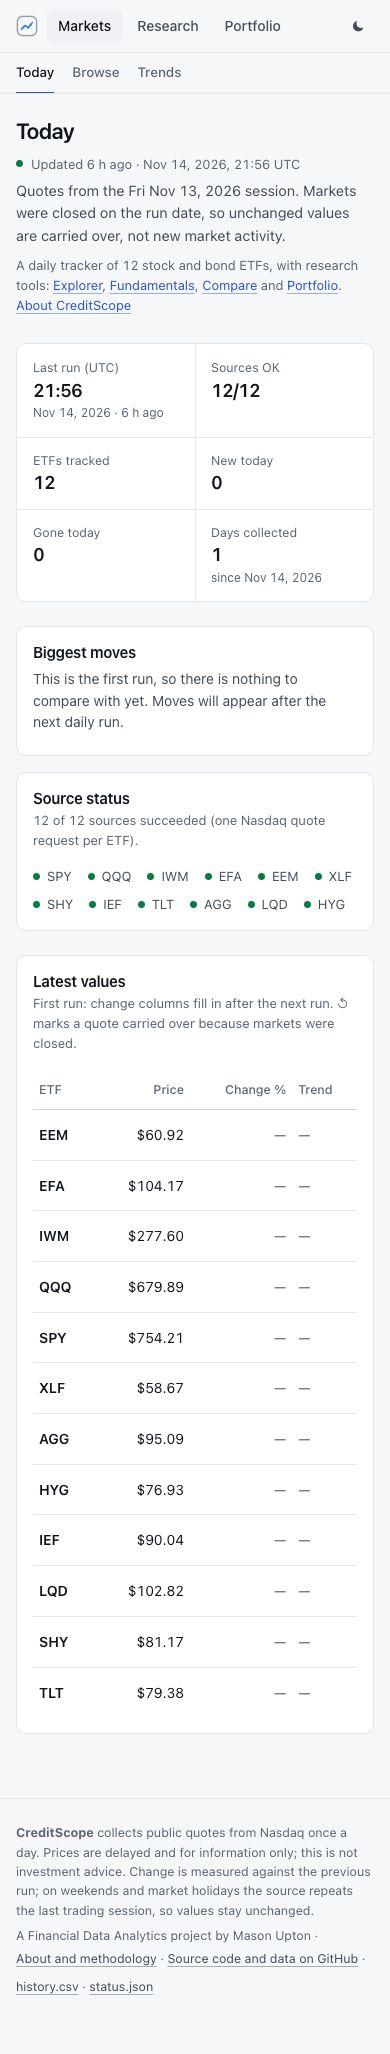 Markets Research Portfolio
Today Browse Trends
Today
Updated 6 h ago · Nov 14, 2026, 21:56 UTC
Quotes from the Fri Nov 13, 2026 session. Markets
were closed on the run date, so unchanged values
are carried over, not new market activity.
A daily tracker of 12 stock and bond ETFs, with research
tools: Explorer, Fundamentals, Compare and Portfolio.
About CreditScope
Last run (UTC)
21:56
Nov 14, 2026 · 6 h ago
Sources OK
12/12
ETFs tracked
12
New today
0
Gone today
0
Days collected
1
since Nov 14, 2026
Biggest moves
This is the first run, so there is nothing to
compare with yet. Moves will appear after the
next daily run.
Source status
12 of 12 sources succeeded (one Nasdaq quote
request per ETF).
SPY QQQ IWM EFA EEM XLF
SHY IEF TLT AGG LQD HYG
Latest values
First run: change columns fill in after the next run. ↺
marks a quote carried over because markets were
closed.
ETF Price Change % Trend
EEM $60.92 — —
EFA $104.17 — —
IWM $277.60 — —
QQQ $679.89 — —
SPY $754.21 — —
XLF $58.67 — —
AGG $95.09 — —
HYG $76.93 — —
IEF $90.04 — —
LQD $102.82 — —
SHY $81.17 — —
TLT $79.38 — —
CreditScope collects public quotes from Nasdaq once a
day. Prices are delayed and for information only; this is not
investment advice. Change is measured against the previous
run; on weekends and market holidays the source repeats
the last trading session, so values stay unchanged.
A Financial Data Analytics project by Mason Upton ·
About and methodology · Source code and data on GitHub ·
history.csv · status.json